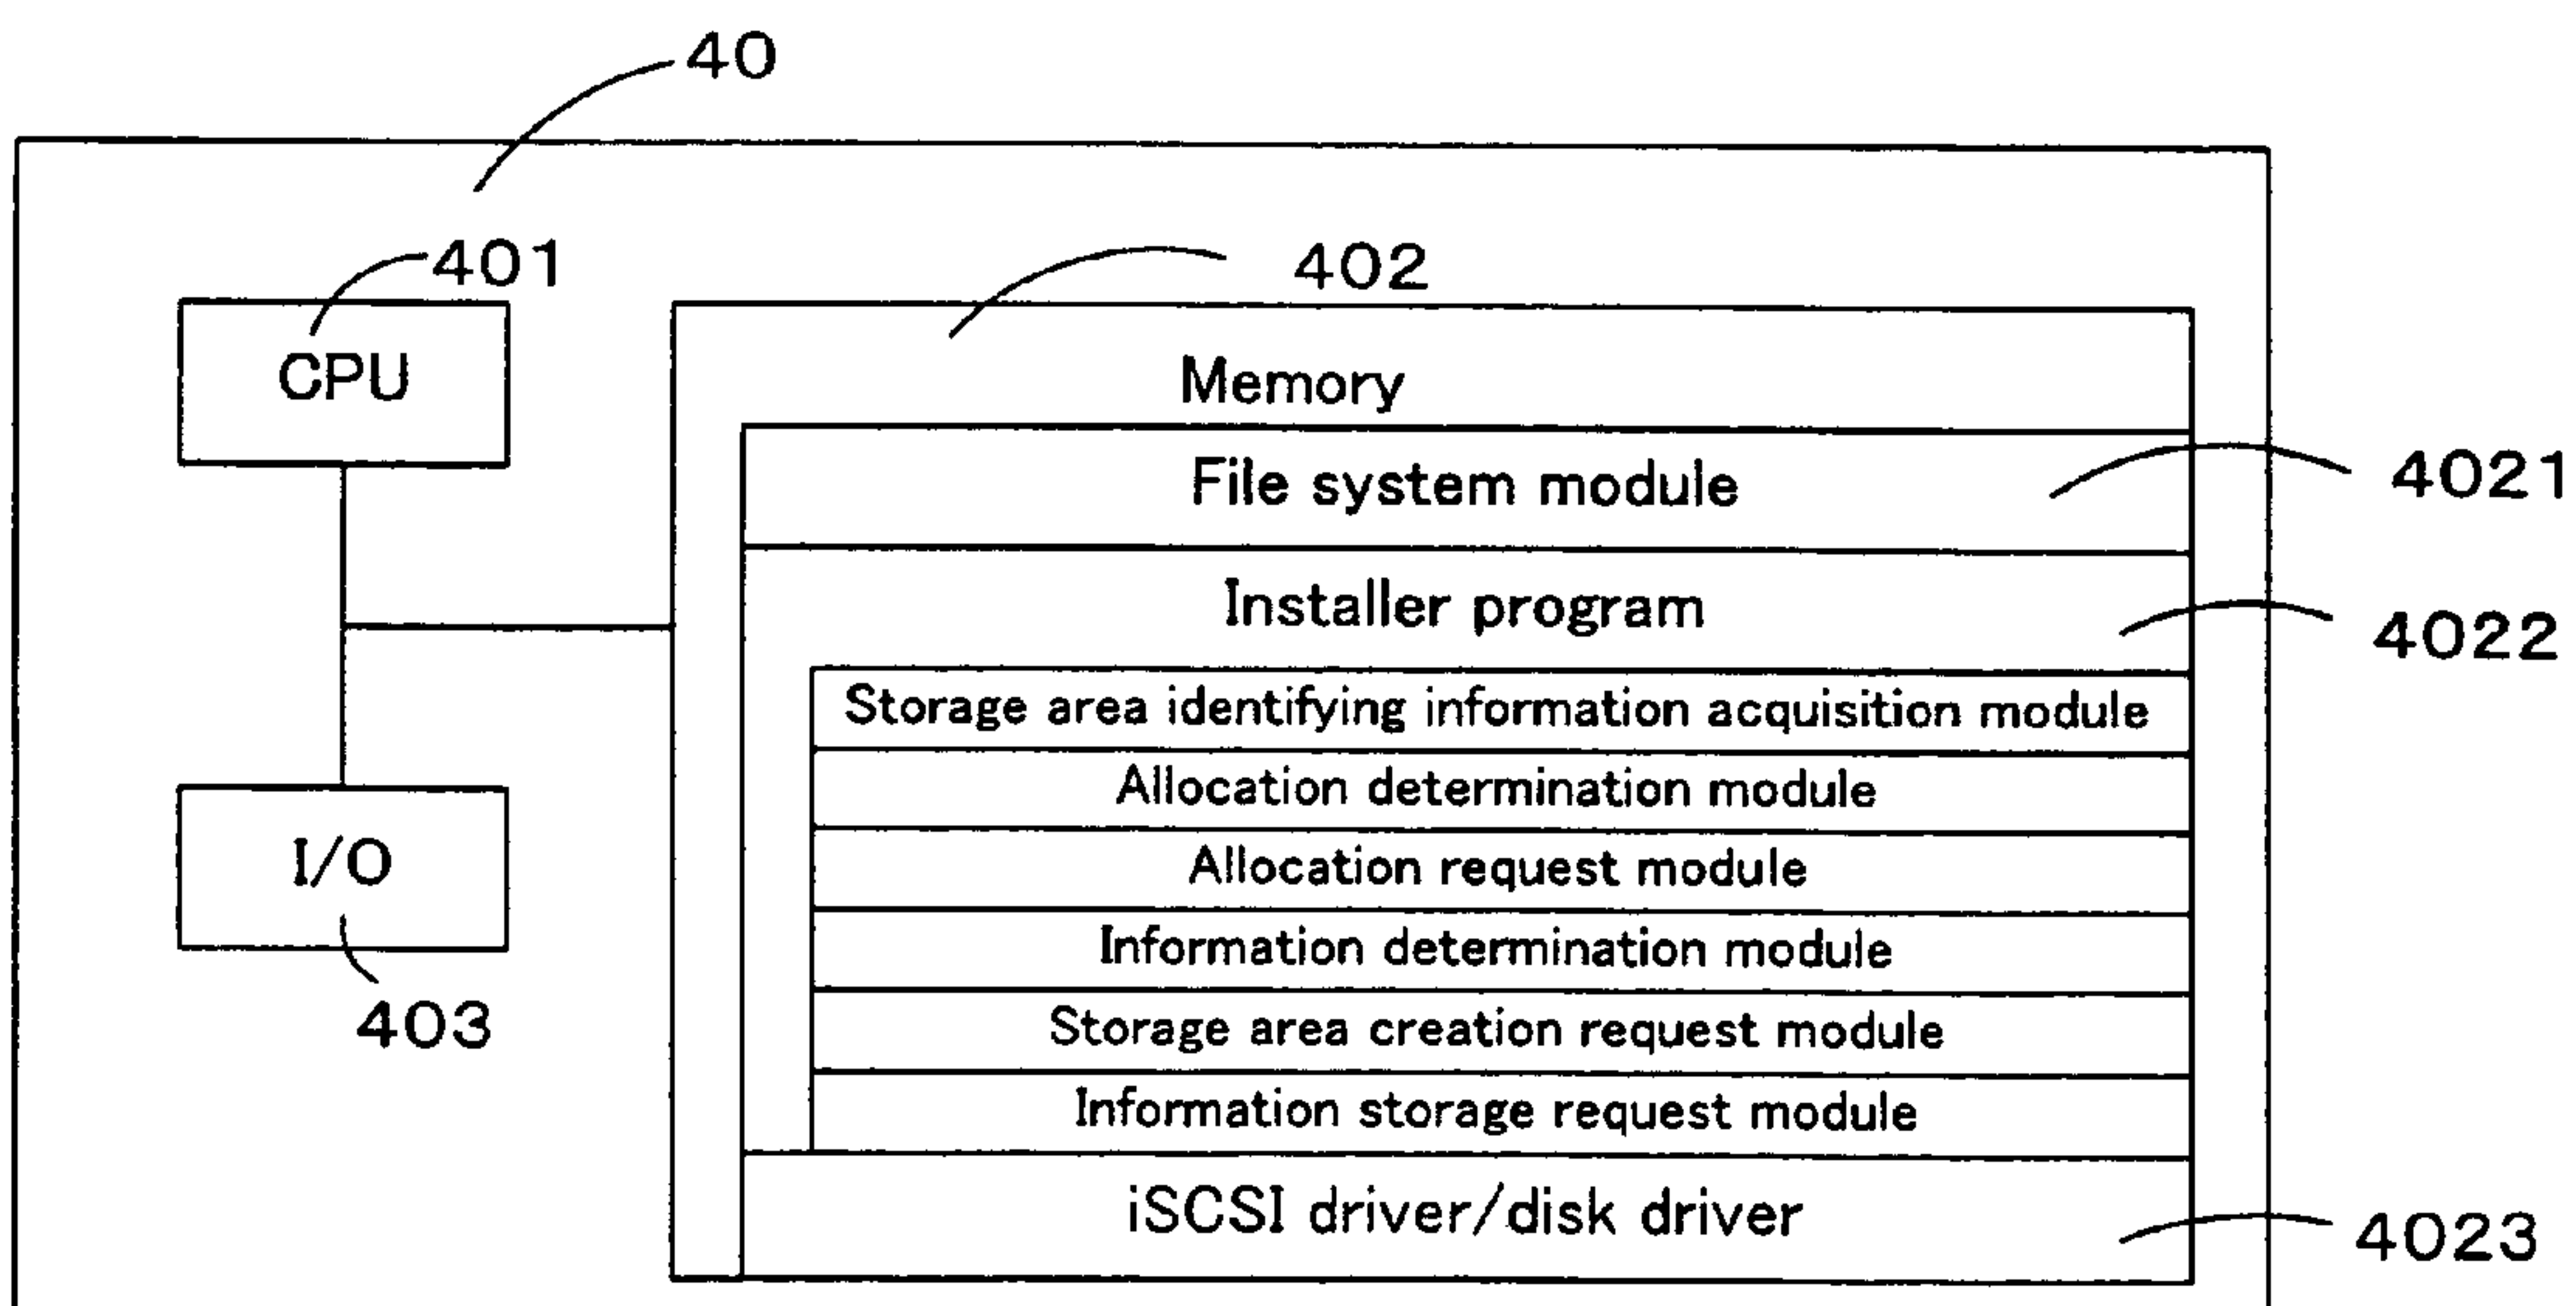 40
401
402
CPU
Memory
File system module
4021
Installer program
4022
Storage area identifying information acquisition module
Allocation determination module
Allocation request module
I/O
Information determination module
403
Storage area creation request module
Information storage request module
iSCSI driver/disk driver
4023